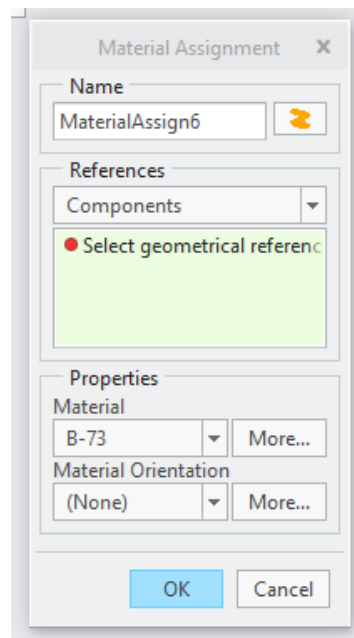 Material Assignment
Name
MaterialAssign6
References
Components
Select geometrical referenc
Properties
Material
B-73
More...
Material Orientation
(None)
More...
OK
Cancel